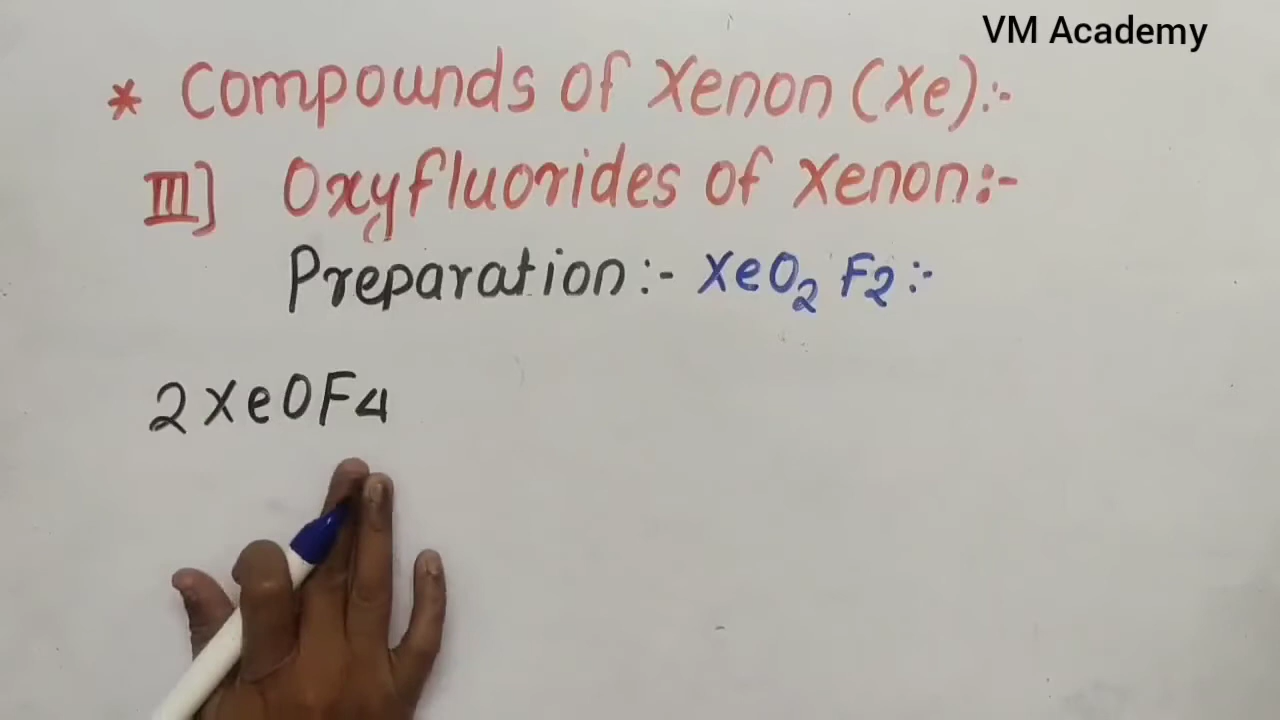 VM Academy
* Compounds of Xenon (Xe):-
III] Oxyfluorides of Xenon:-
Preparation:- XeO₂ F2:-
2XeOF4